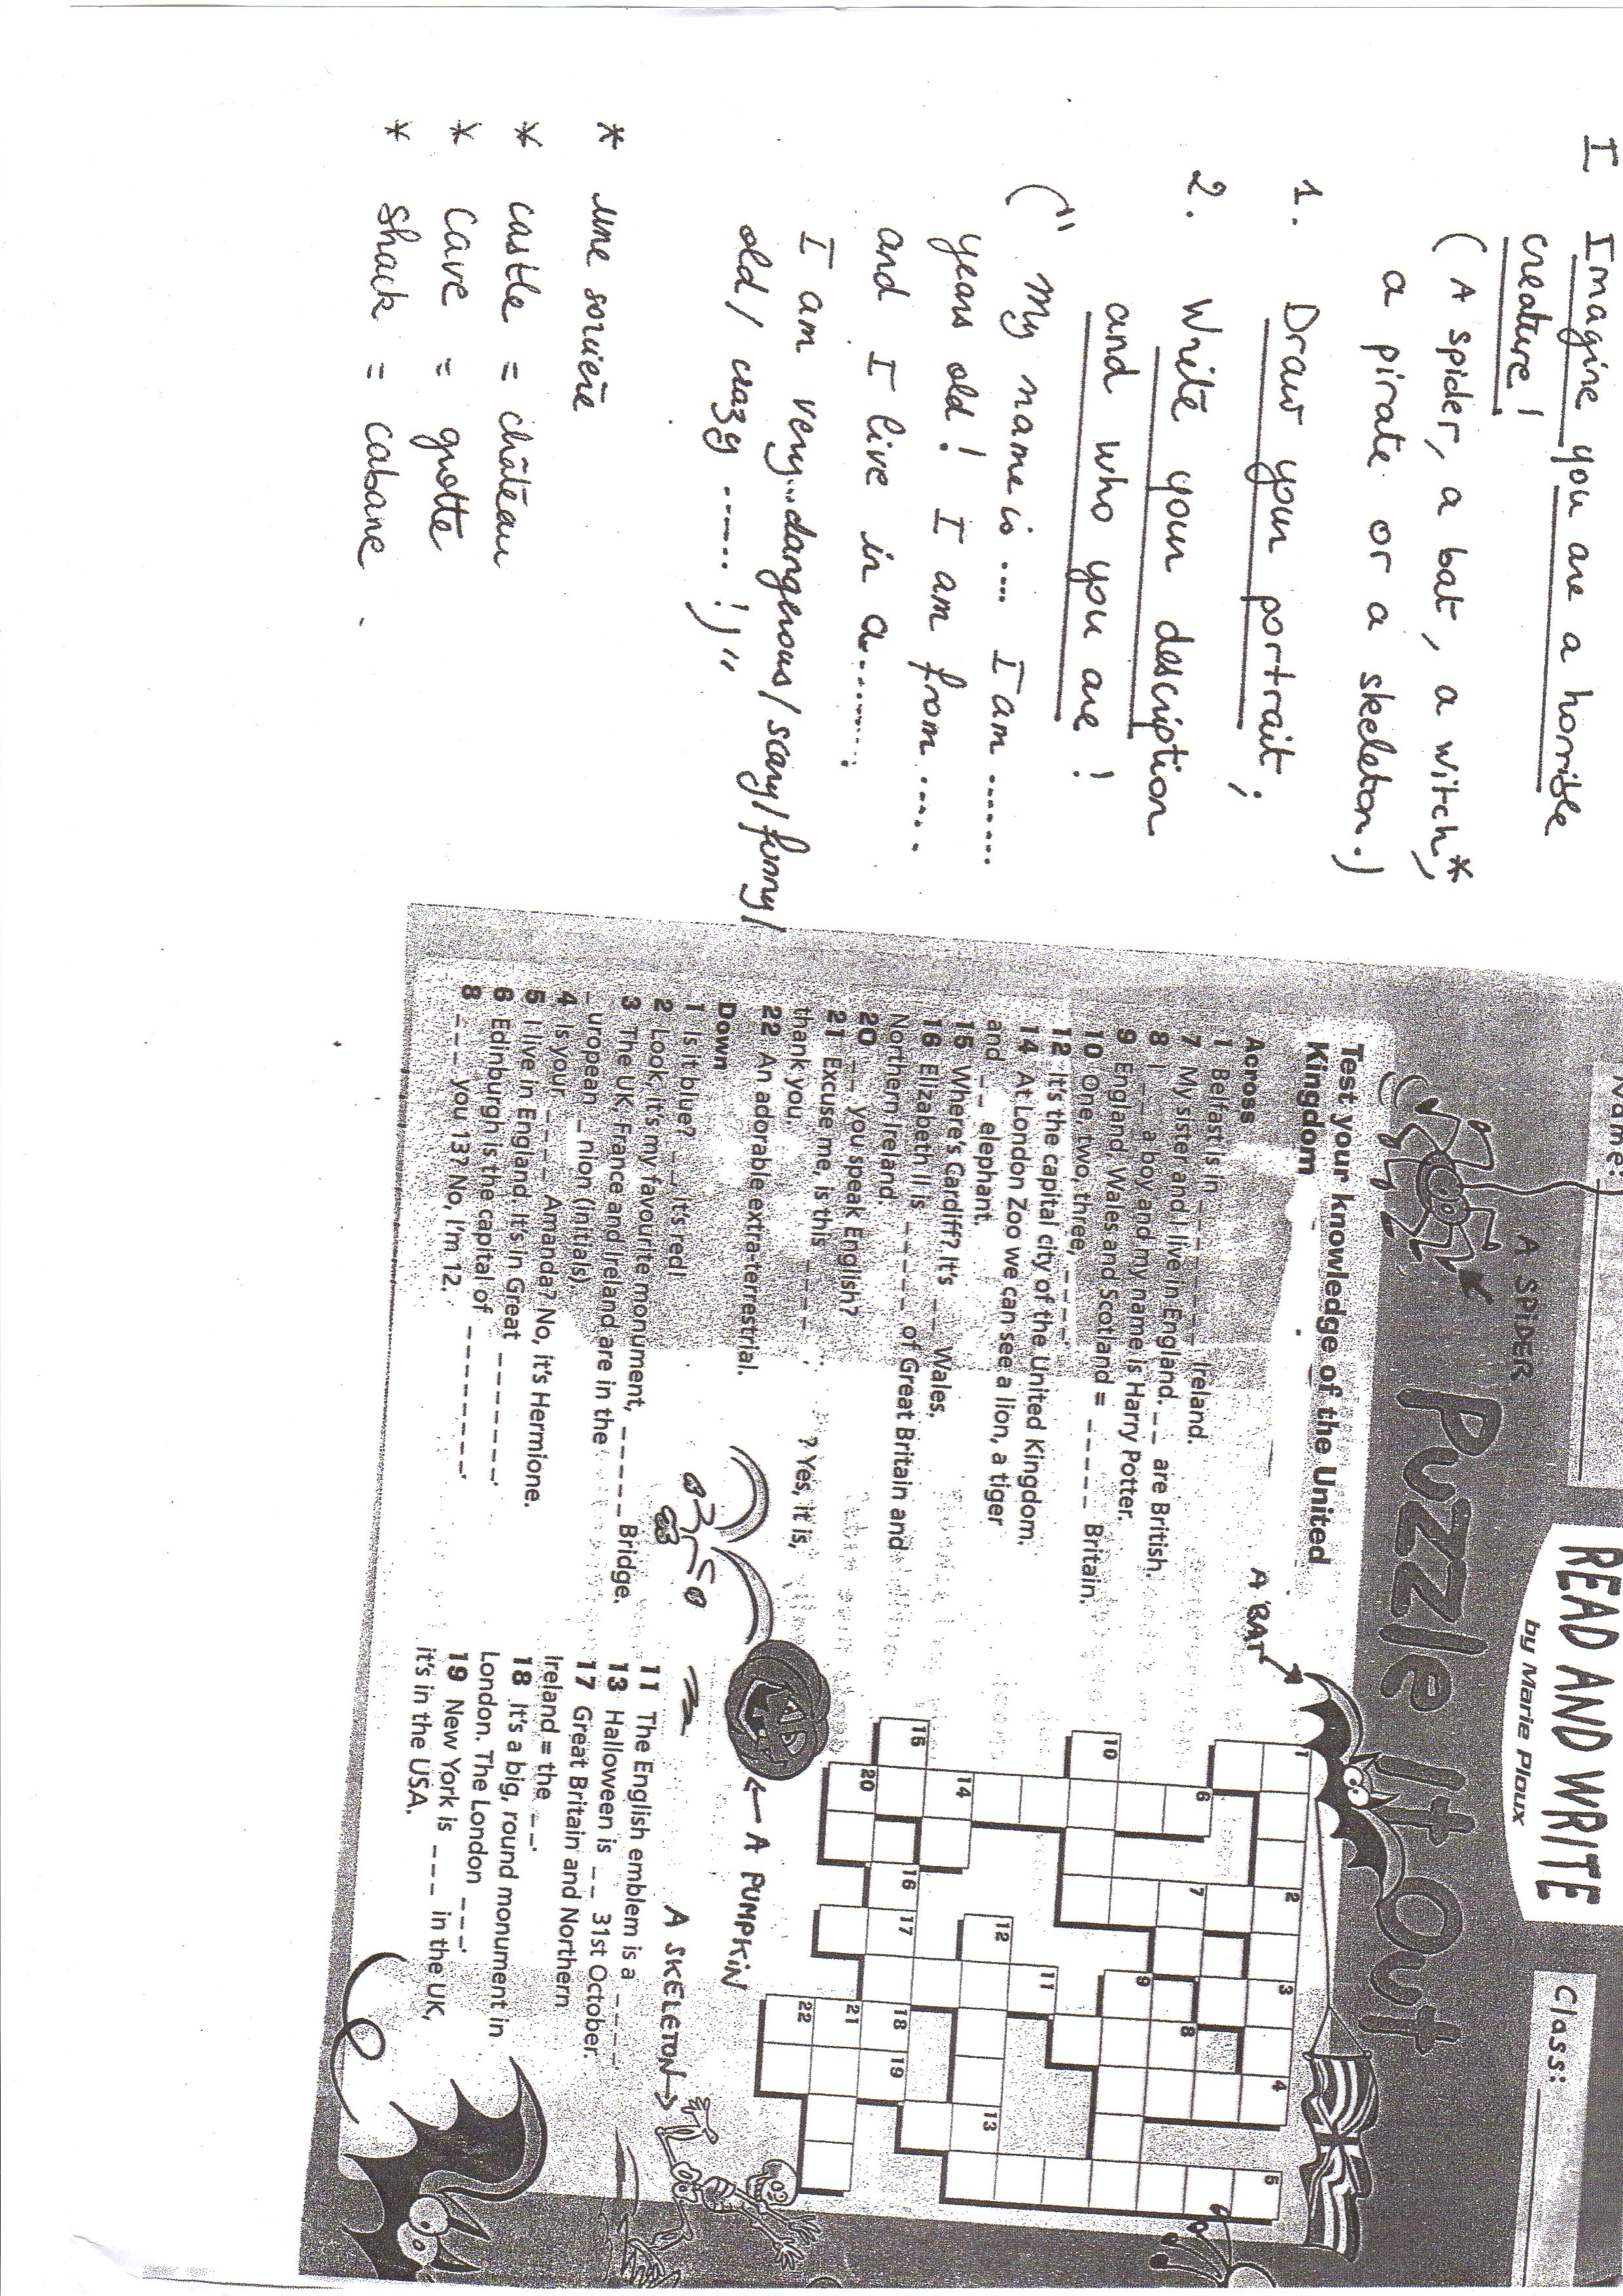 I Imagine you are a horrible
creature!
(A spider, a bat, a witch*,
a pirate or a skeleton.)
1. Draw your portrait;
2. Write your description
and who you are!
(" My name is .... I am .......
years old! I am from .....
and I live in a.......
I am very...dangerous/scary/funny/
old/ crazy ..... !)"
* une sorcière
* castle = château
* cave = grotte
* shack = cabane.
Name:
READ AND WRITE
by Marie Ploux
Class:
A SPIDER
Puzzle It Out
Test your knowledge of the United
Kingdom
A BAT
Across
1 Belfast is in _ _ _ _ _ _ _ _ Ireland.
7 My sister and I live in England. _ _ are British.
8 I _ _ a boy and my name is Harry Potter.
9 England, Wales and Scotland = _ _ _ _ _ Britain.
10 One, two, three, _ _ _ _.
12 It's the capital city of the United Kingdom.
14 At London Zoo we can see a lion, a tiger
and _ _ elephant.
15 Where's Cardiff? It's _ _ Wales.
16 Elizabeth II is _ _ _ _ _ of Great Britain and
Northern Ireland.
20 _ _ you speak English?
21 Excuse me, is this _ _ _ _ ? Yes, it is,
thank you.
22 An adorable extra-terrestrial.
Down
1 Is it blue? _ _ it's red!
2 Look, it's my favourite monument, _ _ _ _ _ Bridge.
3 The UK, France and Ireland are in the
_ uropean _ nion (initials)
4 Is your _ _ _ _ Amanda? No, it's Hermione.
5 I live in England. It's in Great _ _ _ _ _ _ _.
6 Edinburgh is the capital of _ _ _ _ _ _ _ _.
8 _ _ _ you 13? No, I'm 12.
11 The English emblem is a _ _ _ _.
13 Halloween is _ _ 31st October.
17 Great Britain and Northern
Ireland = the _ _.
18 It's a big, round monument in
London. The London _ _ _.
19 New York is _ _ _ in the UK,
it's in the USA.
A PUMPKIN
A SKELETON
1 2 3 4 5
6 7 8
9
10 11
12 13
14
15 16 17 18 19
20 21
22